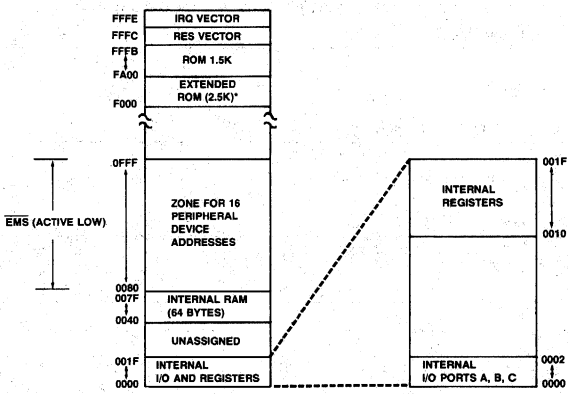 FFFE IRQ VECTOR
FFFC RES VECTOR
FFFB
ROM 1.5K
FA00
EXTENDED
F000 ROM (2.5K)*
0FFF
ZONE FOR 16
PERIPHERAL
DEVICE
ADDRESSES
EMS (ACTIVE LOW)
0080
007F INTERNAL RAM
(64 BYTES)
0040
UNASSIGNED
001F INTERNAL
I/O AND REGISTERS
0000
001F
INTERNAL
REGISTERS
0010
0002
INTERNAL
I/O PORTS A, B, C
0000